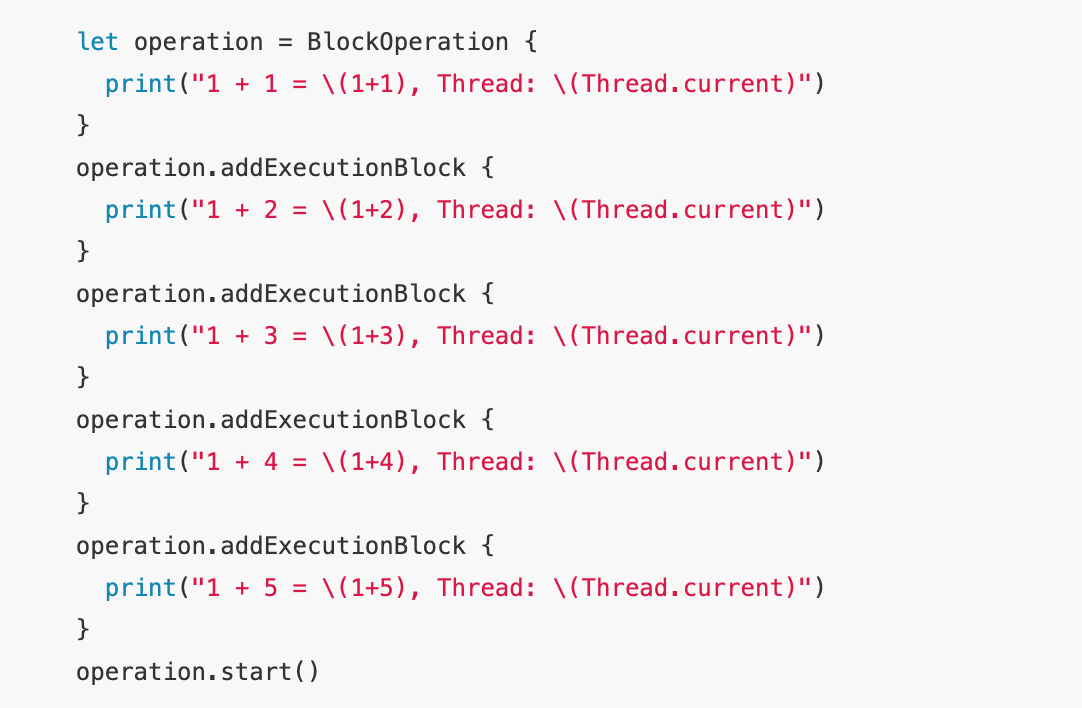 let operation = BlockOperation {
  print("1 + 1 = \(1+1), Thread: \(Thread.current)")
}
operation.addExecutionBlock {
  print("1 + 2 = \(1+2), Thread: \(Thread.current)")
}
operation.addExecutionBlock {
  print("1 + 3 = \(1+3), Thread: \(Thread.current)")
}
operation.addExecutionBlock {
  print("1 + 4 = \(1+4), Thread: \(Thread.current)")
}
operation.addExecutionBlock {
  print("1 + 5 = \(1+5), Thread: \(Thread.current)")
}
operation.start()